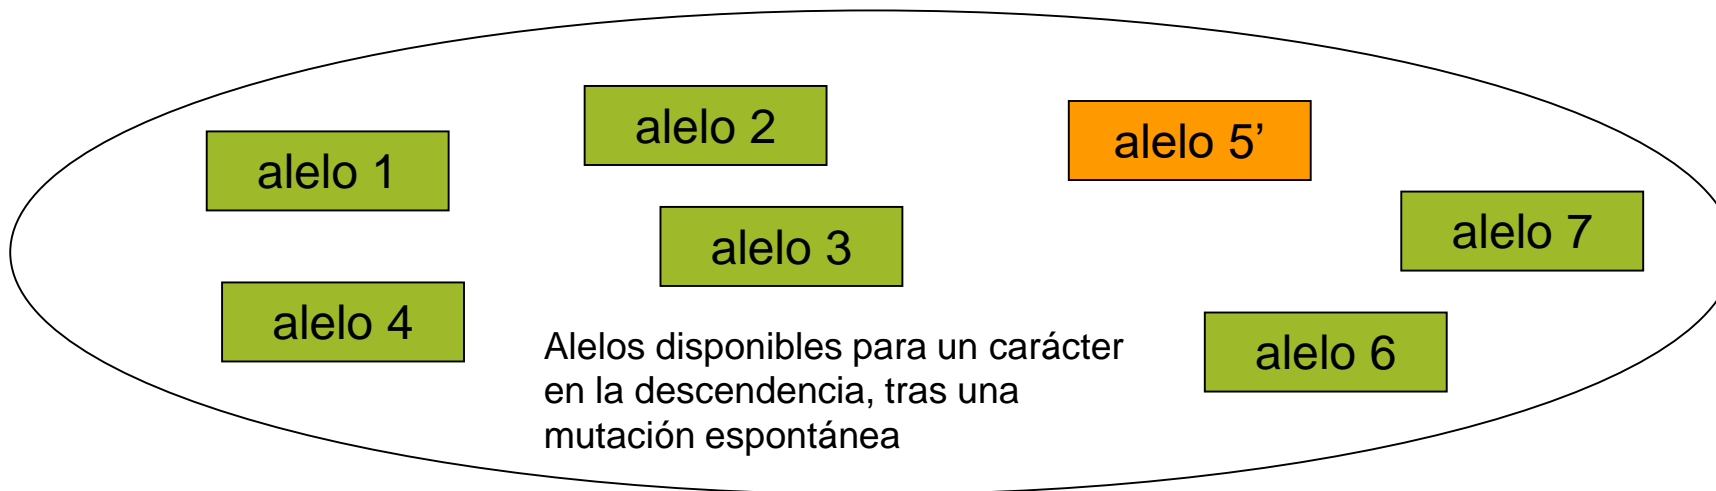 alelo 1
alelo 2
alelo 5’
alelo 3
alelo 7
alelo 4
alelo 6
Alelos disponibles para un carácter
en la descendencia, tras una
mutación espontánea